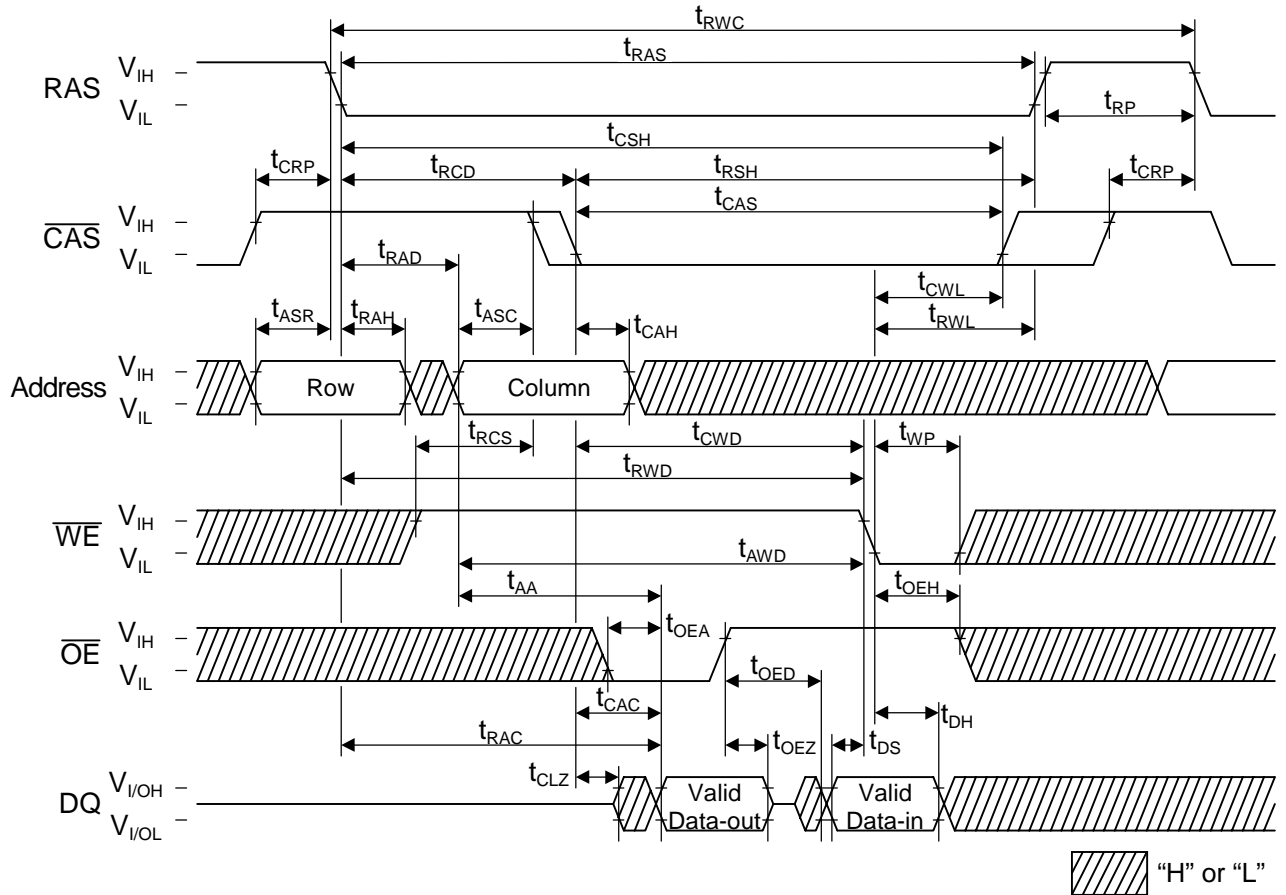 tRWC
tRAS
RAS
VIH
VIL
tRP
tCSH
tCRP
tRCD
tRSH
tCRP
CAS
VIH
VIL
tCAS
tRAD
tCWL
tASR
tRAH
tASC
tCAH
tRWL
Address
VIH
VIL
Row
Column
tRCS
tCWD
tWP
tRWD
WE
VIH
VIL
tAWD
tAA
tOEH
OE
VIH
VIL
tOEA
tOED
tCAC
tRAC
tOEZ
tDS
tDH
tCLZ
DQ
VI/OH
VI/OL
Valid
Data-out
Valid
Data-in
“H” or “L”